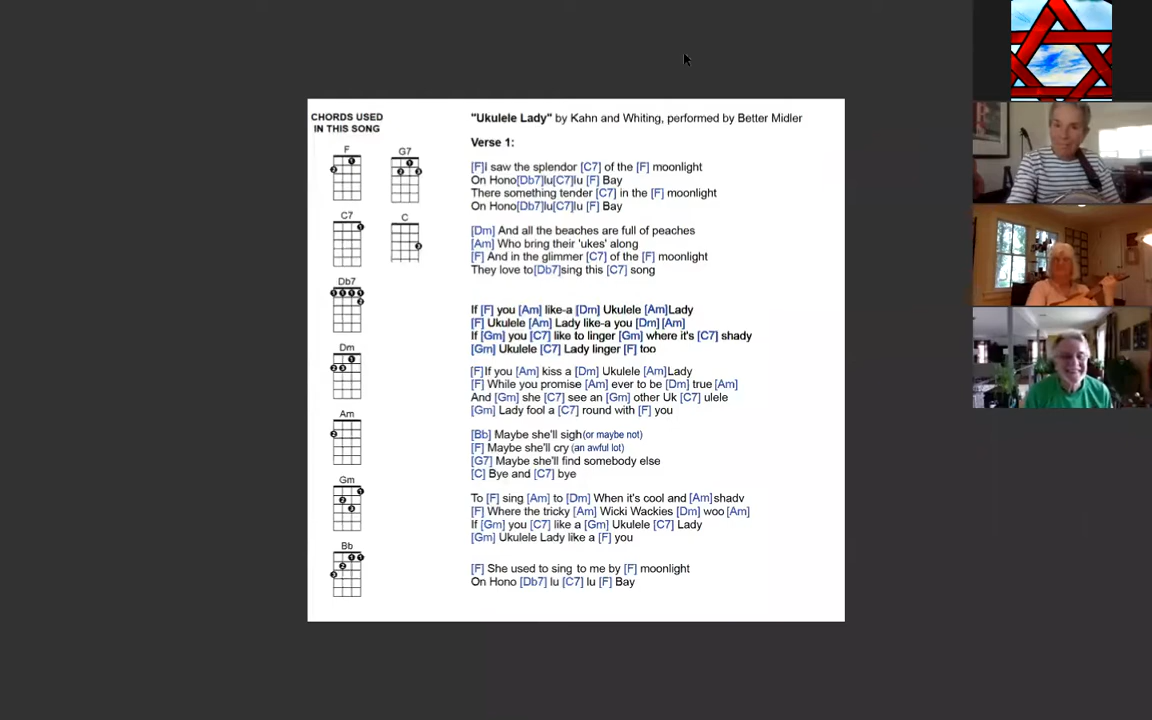 CHORDS USED
IN THIS SONG
F
G7
C7
C
Db7
Dm
Am
Gm
Bb
"Ukulele Lady" by Kahn and Whiting, performed by Better Midler
Verse 1:
[F]I saw the splendor [C7] of the [F] moonlight
On Hono[Db7]lu[C7]lu [F] Bay
There something tender [C7] in the [F] moonlight
On Hono[Db7]lu[C7]lu [F] Bay
[Dm] And all the beaches are full of peaches
[Am] Who bring their 'ukes' along
[F] And in the glimmer [C7] of the [F] moonlight
They love to[Db7]sing this [C7] song
If [F] you [Am] like-a [Dm] Ukulele [Am]Lady
[F] Ukulele [Am] Lady like-a you [Dm] [Am]
If [Gm] you [C7] like to linger [Gm] where it's [C7] shady
[Gm] Ukulele [C7] Lady linger [F] too
[F]If you [Am] kiss a [Dm] Ukulele [Am]Lady
[F] While you promise [Am] ever to be [Dm] true [Am]
And [Gm] she [C7] see an [Gm] other Uk [C7] ulele
[Gm] Lady fool a [C7] round with [F] you
[Bb] Maybe she'll sigh(or maybe not)
[F] Maybe she'll cry (an awful lot)
[G7] Maybe she'll find somebody else
[C] Bye and [C7] bye
To [F] sing [Am] to [Dm] When it's cool and [Am]shady
[F] Where the tricky [Am] Wicki Wackies [Dm] woo [Am]
If [Gm] you [C7] like a [Gm] Ukulele [C7] Lady
[Gm] Ukulele Lady like a [F] you
[F] She used to sing to me by [F] moonlight
On Hono [Db7] lu [C7] lu [F] Bay